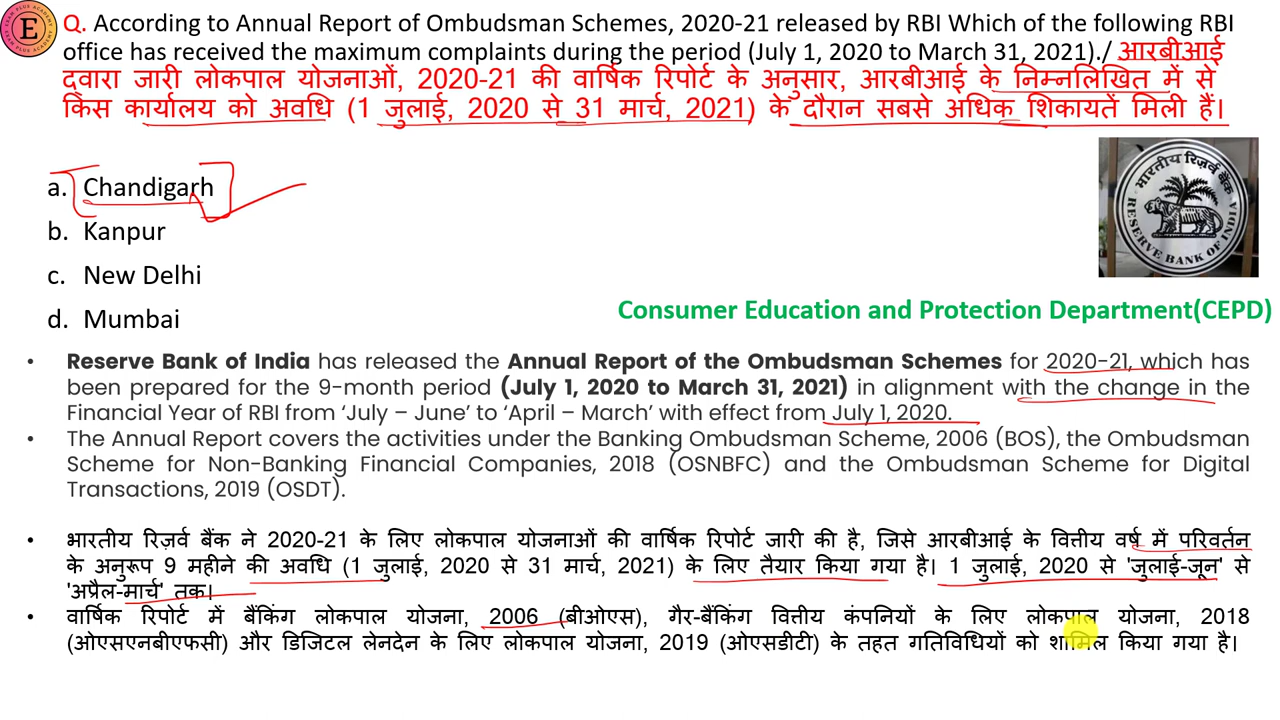 Q. According to Annual Report of Ombudsman Schemes, 2020-21 released by RBI Which of the following RBI
office has received the maximum complaints during the period (July 1, 2020 to March 31, 2021)./ आरबीआई
द्वारा जारी लोकपाल योजनाओं, 2020-21 की वार्षिक रिपोर्ट के अनुसार, आरबीआई के निम्नलिखित में से
किस कार्यालय को अवधि (1 जुलाई, 2020 से 31 मार्च, 2021) के दौरान सबसे अधिक शिकायतें मिली हैं।
a. Chandigarh
b. Kanpur
c. New Delhi
d. Mumbai
भारतीय रिज़र्व बैंक
RESERVE BANK OF INDIA
Consumer Education and Protection Department(CEPD)
• Reserve Bank of India has released the Annual Report of the Ombudsman Schemes for 2020-21, which has
been prepared for the 9-month period (July 1, 2020 to March 31, 2021) in alignment with the change in the
Financial Year of RBI from ‘July – June’ to ‘April – March’ with effect from July 1, 2020.
• The Annual Report covers the activities under the Banking Ombudsman Scheme, 2006 (BOS), the Ombudsman
Scheme for Non-Banking Financial Companies, 2018 (OSNBFC) and the Ombudsman Scheme for Digital
Transactions, 2019 (OSDT).
• भारतीय रिज़र्व बैंक ने 2020-21 के लिए लोकपाल योजनाओं की वार्षिक रिपोर्ट जारी की है, जिसे आरबीआई के वित्तीय वर्ष में परिवर्तन
के अनुरूप 9 महीने की अवधि (1 जुलाई, 2020 से 31 मार्च, 2021) के लिए तैयार किया गया है। 1 जुलाई, 2020 से 'जुलाई-जून' से
'अप्रैल-मार्च' तक।
• वार्षिक रिपोर्ट में बैंकिंग लोकपाल योजना, 2006 (बीओएस), गैर-बैंकिंग वित्तीय कंपनियों के लिए लोकपाल योजना, 2018
(ओएसएनबीएफसी) और डिजिटल लेनदेन के लिए लोकपाल योजना, 2019 (ओएसडीटी) के तहत गतिविधियों को शामिल किया गया है।